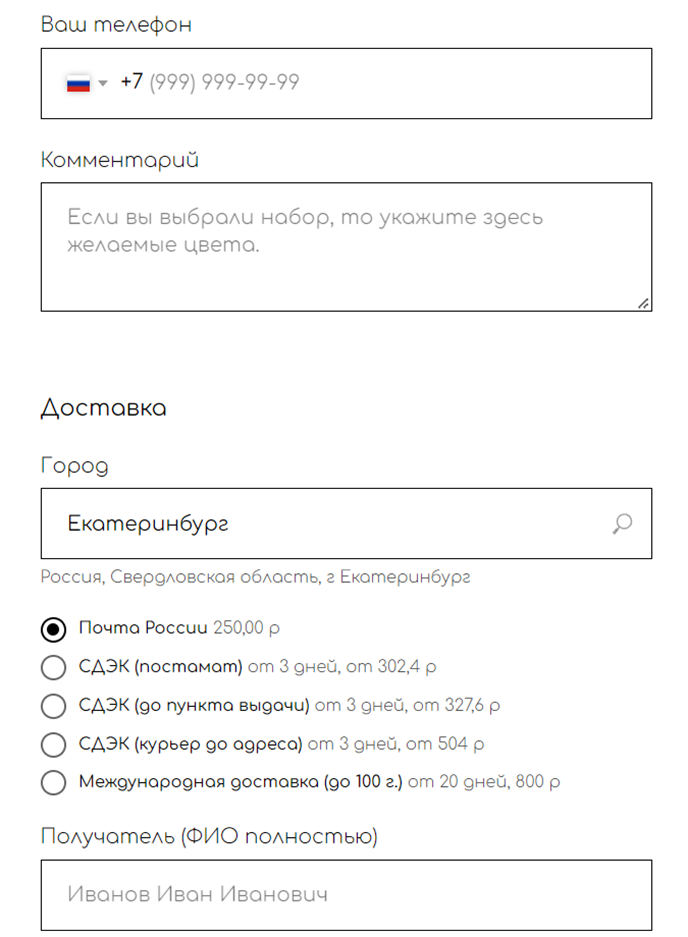 Ваш телефон
+7 (999) 999-99-99
Комментарий
Если вы выбрали набор, то укажите здесь
желаемые цвета.
Доставка
Город
Екатеринбург
Россия, Свердловская область, г Екатеринбург
Почта России 250,00 р
СДЭК (постамат) от 3 дней, от 302,4 р
СДЭК (до пункта выдачи) от 3 дней, от 327,6 р
СДЭК (курьер до адреса) от 3 дней, от 504 р
Международная доставка (до 100 г.) от 20 дней, 800 р
Получатель (ФИО полностью)
Иванов Иван Иванович